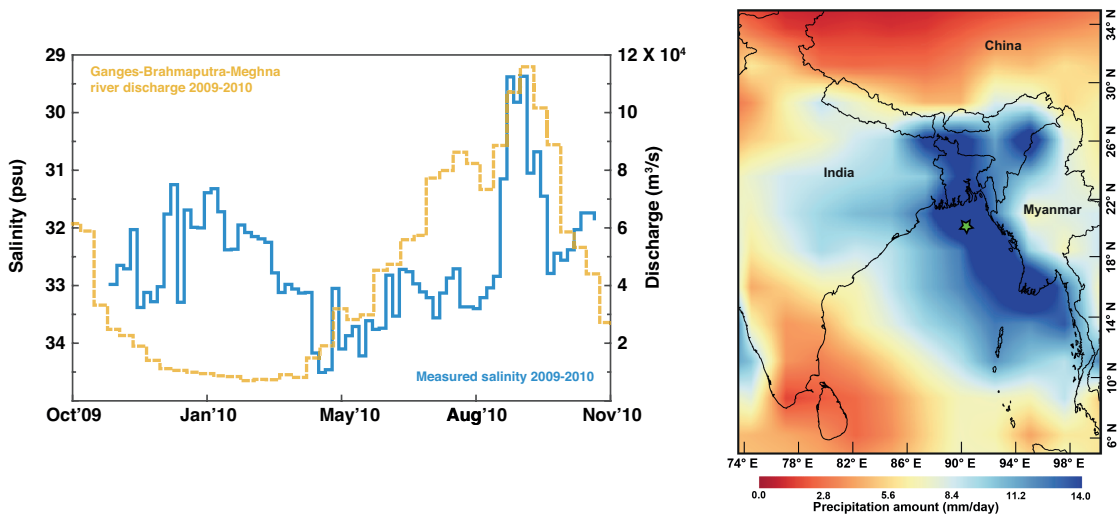 29
30
31
32
33
34
Salinity (psu)
Ganges-Brahmaputra-Meghna
river discharge 2009-2010
Measured salinity 2009-2010
12 X 10⁴
10
8
6
4
2
Discharge (m³/s)
Oct'09
Jan'10
May'10
Aug'10
Nov'10
China
India
Myanmar
34° N
30° N
26° N
22° N
18° N
14° N
10° N
6° N
74° E
78° E
82° E
86° E
90° E
94° E
98° E
0.0
2.8
5.6
8.4
11.2
14.0
Precipitation amount (mm/day)